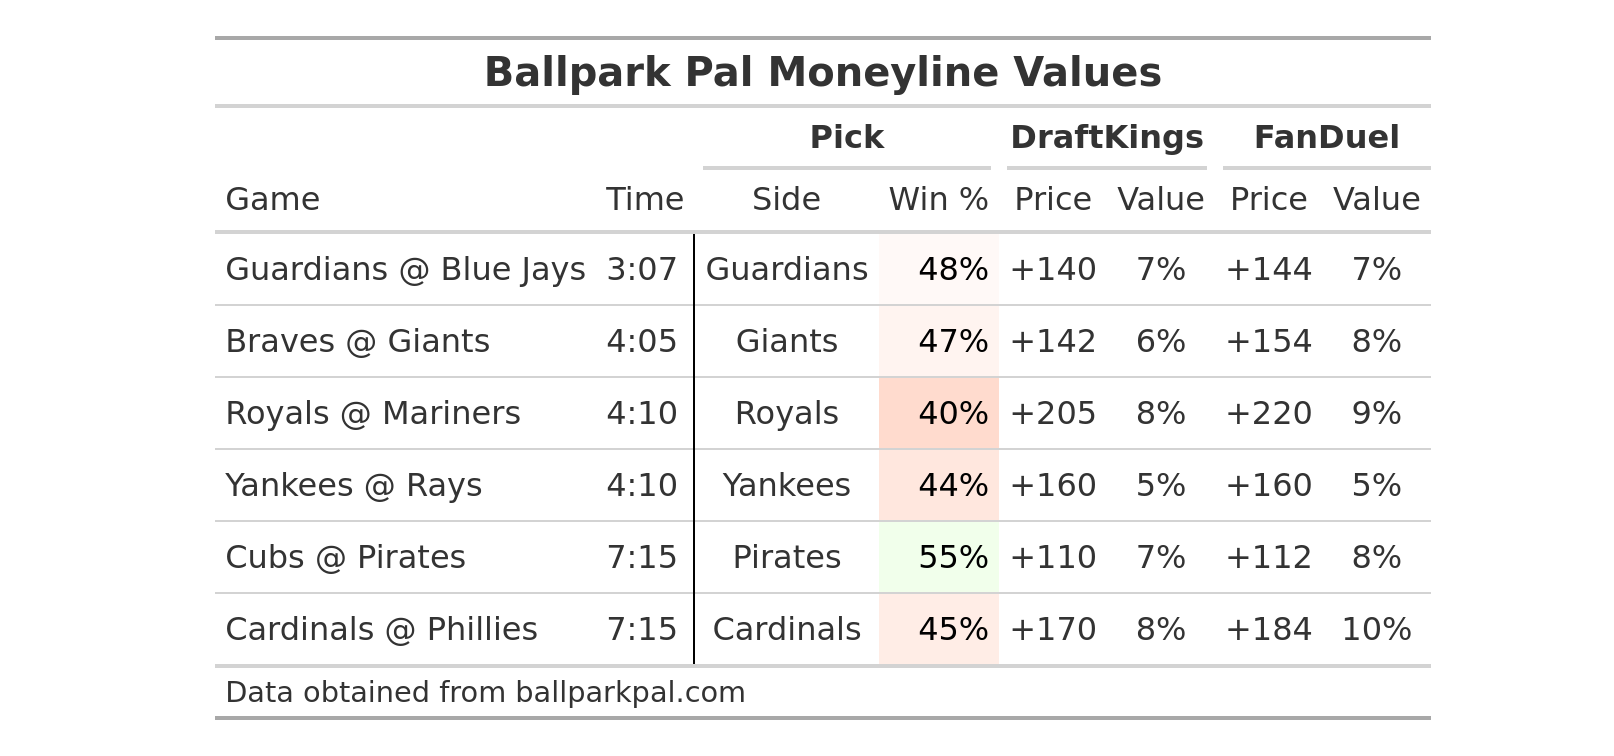 Ballpark Pal Moneyline Values
Pick DraftKings FanDuel
Game Time Side Win % Price Value Price Value
Guardians @ Blue Jays 3:07 Guardians 48% +140 7% +144 7%
Braves @ Giants 4:05 Giants 47% +142 6% +154 8%
Royals @ Mariners 4:10 Royals 40% +205 8% +220 9%
Yankees @ Rays 4:10 Yankees 44% +160 5% +160 5%
Cubs @ Pirates 7:15 Pirates 55% +110 7% +112 8%
Cardinals @ Phillies 7:15 Cardinals 45% +170 8% +184 10%
Data obtained from ballparkpal.com